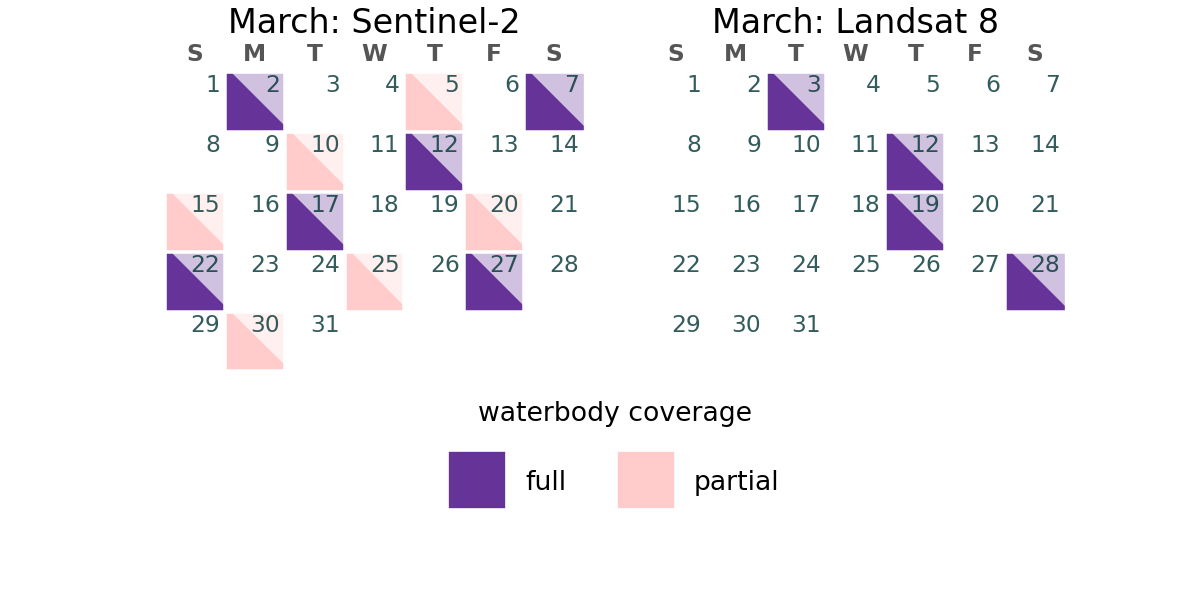 March: Sentinel-2
S M T W T F S
1 2 3 4 5 6 7
8 9 10 11 12 13 14
15 16 17 18 19 20 21
22 23 24 25 26 27 28
29 30 31
March: Landsat 8
S M T W T F S
1 2 3 4 5 6 7
8 9 10 11 12 13 14
15 16 17 18 19 20 21
22 23 24 25 26 27 28
29 30 31
waterbody coverage
full partial